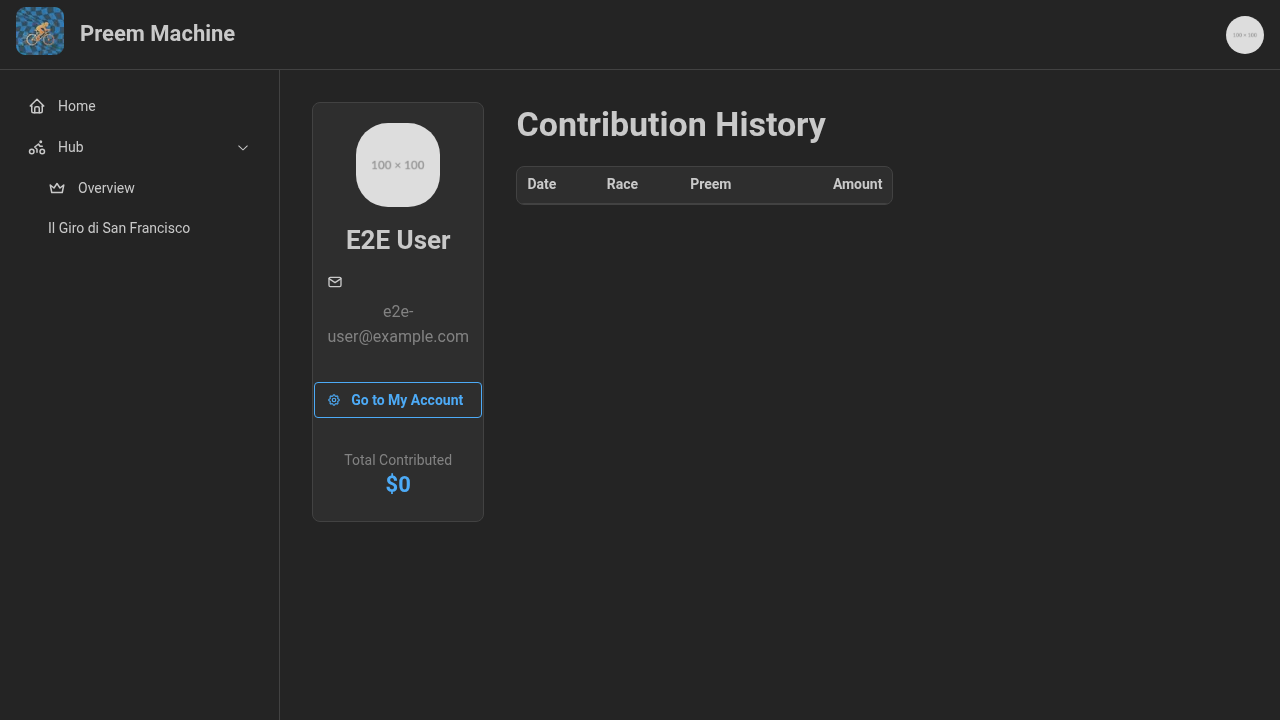 Preem Machine
100 × 100
Home
Hub
Overview
Il Giro di San Francisco
100 × 100
E2E User
e2e-
user@example.com
Go to My Account
Total Contributed
$0
Contribution History
Date Race Preem Amount